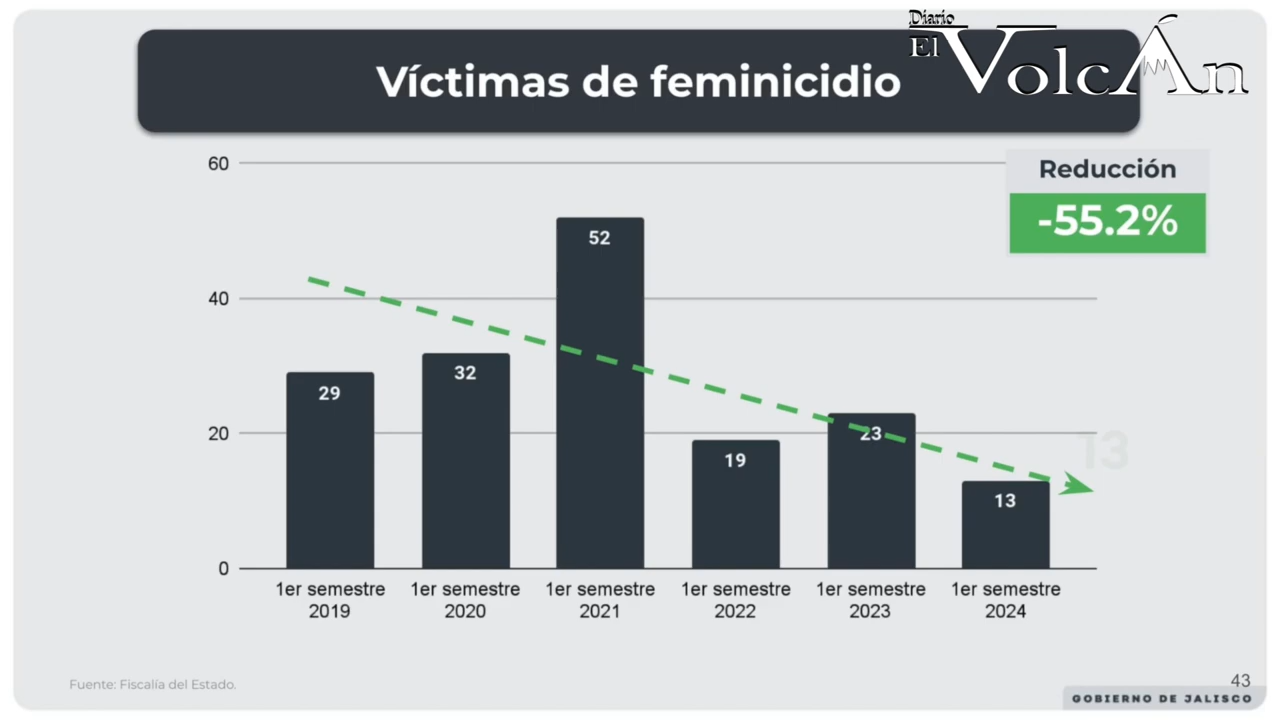 Diario
El Volcán
Víctimas de feminicidio
Reducción
-55.2%
60
40
20
0
29
32
52
19
23
13
13
1er semestre 2019
1er semestre 2020
1er semestre 2021
1er semestre 2022
1er semestre 2023
1er semestre 2024
Fuente: Fiscalía del Estado.
43
GOBIERNO DE JALISCO